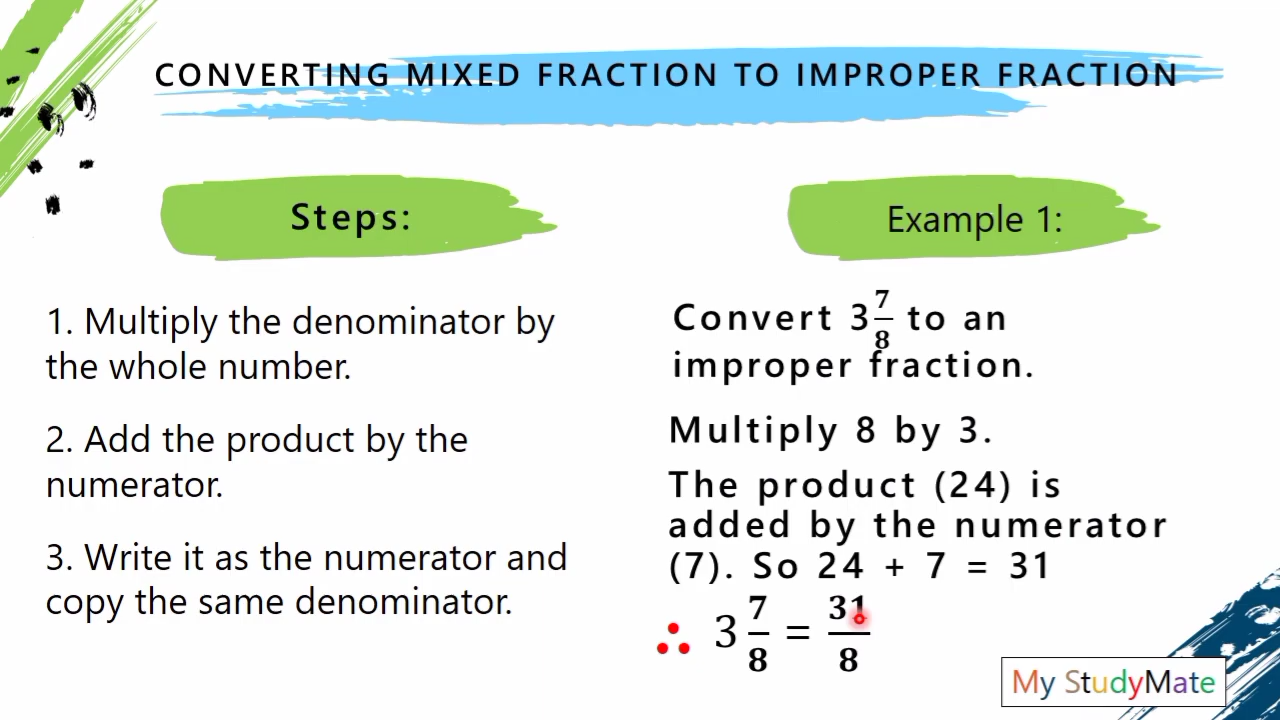 CONVERTING MIXED FRACTION TO IMPROPER FRACTION
Steps:
1. Multiply the denominator by
the whole number.
2. Add the product by the
numerator.
3. Write it as the numerator and
copy the same denominator.
Example 1:
Convert 3 7/8 to an
improper fraction.
Multiply 8 by 3.
The product (24) is
added by the numerator
(7). So 24 + 7 = 31
∴ 3 7/8 = 31/8
My StudyMate